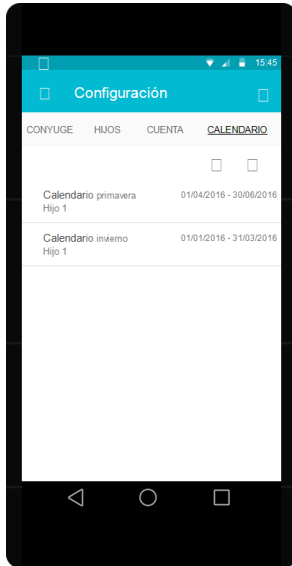 15:45
Configuración
CONYUGE HIJOS CUENTA CALENDARIO
Calendario primavera 01/04/2016 - 30/06/2016
Hijo 1
Calendario invierno 01/01/2016 - 31/03/2016
Hijo 1